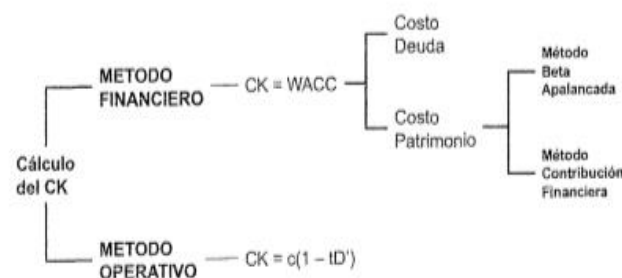 Cálculo
del CK
METODO
FINANCIERO
CK = WACC
Costo
Deuda
Costo
Patrimonio
Método
Beta
Apalancada
Método
Contribución
Financiera
METODO
OPERATIVO
CK = c(1 – tD')